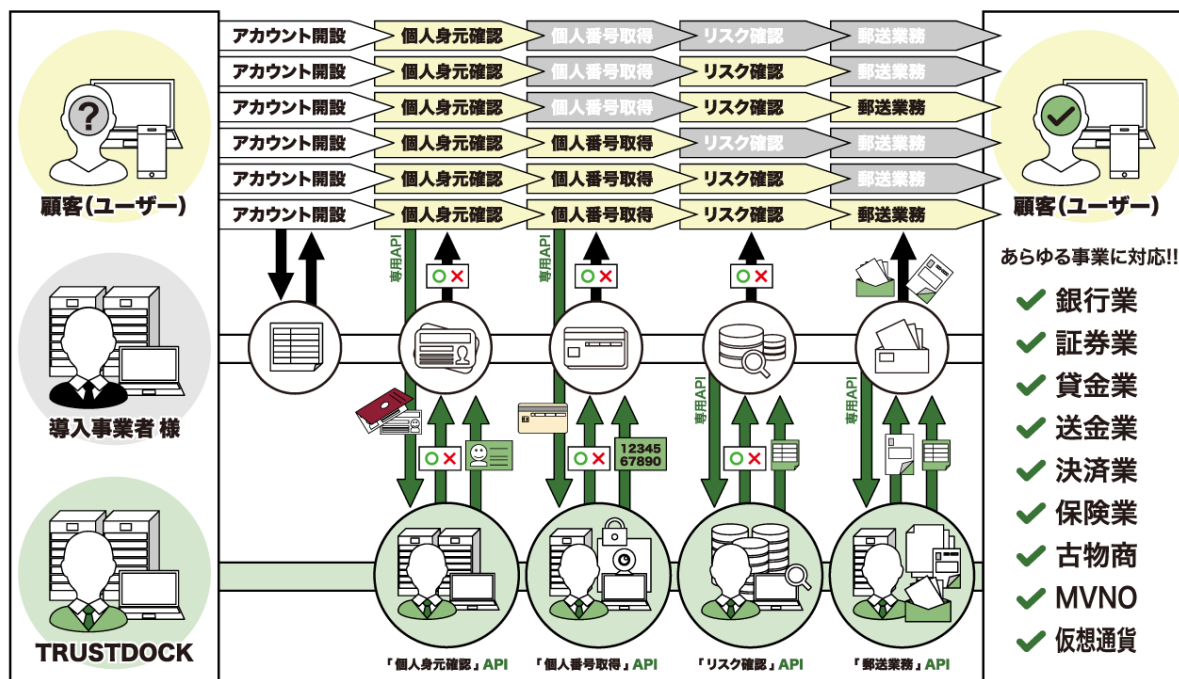 アカウント開設 個人身元確認 個人番号取得 リスク確認 郵送業務
アカウント開設 個人身元確認 個人番号取得 リスク確認 郵送業務
アカウント開設 個人身元確認 個人番号取得 リスク確認 郵送業務
アカウント開設 個人身元確認 個人番号取得 リスク確認 郵送業務
アカウント開設 個人身元確認 個人番号取得 リスク確認 郵送業務
アカウント開設 個人身元確認 個人番号取得 リスク確認 郵送業務
?
顧客(ユーザー)
顧客(ユーザー)
専用API
専用API
あらゆる事業に対応!!
銀行業
証券業
貸金業
送金業
決済業
保険業
古物商
MVNO
仮想通貨
導入事業者 様
専用API
専用API
12345
67890
TRUSTDOCK
「個人身元確認」API
「個人番号取得」API
「リスク確認」API
「郵送業務」API